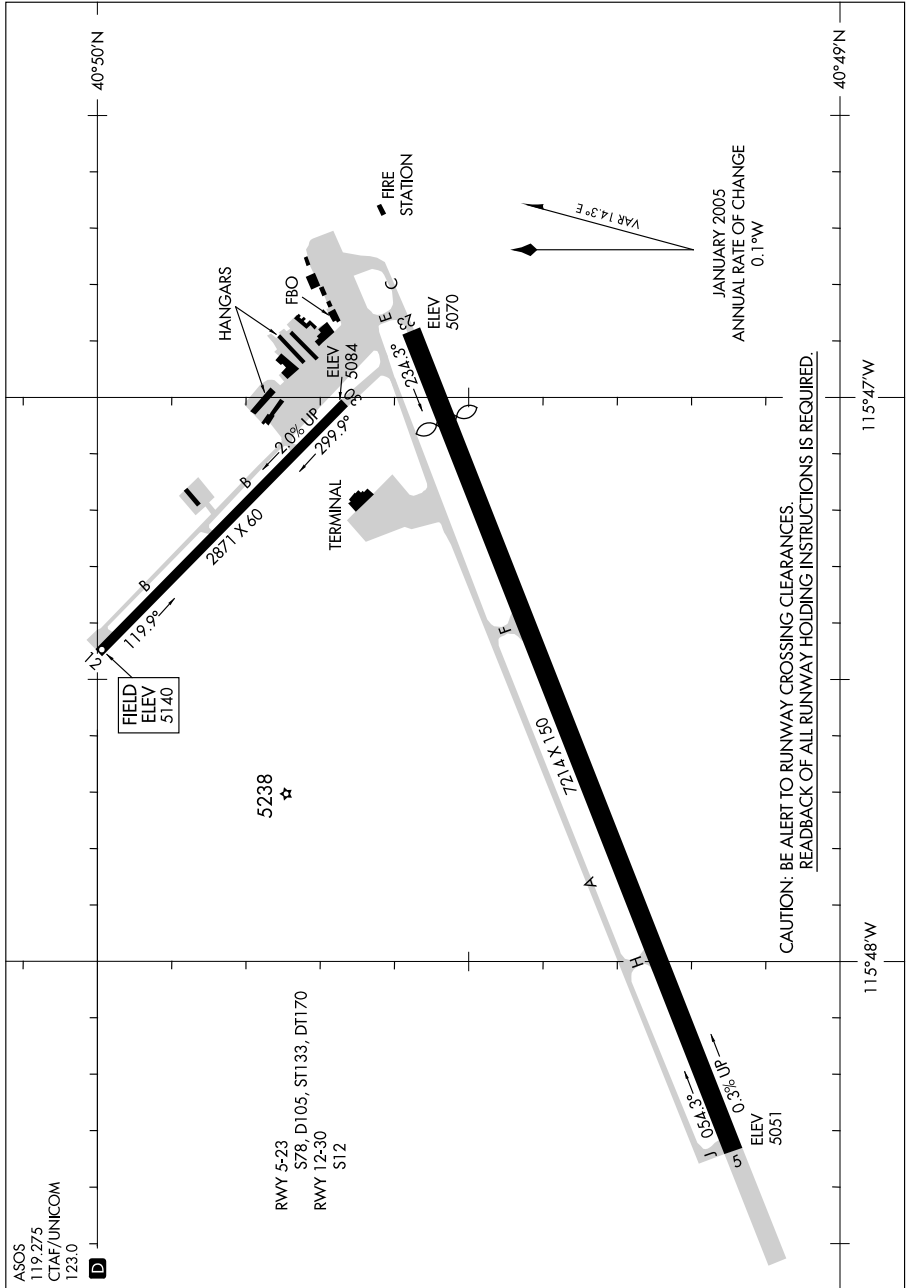 ASOS
119.275
CTAF/UNICOM
123.0
D
RWY 5-23
S78, D105, ST133, DT170
RWY 12-30
S12
5238
FIELD
ELEV
5140
12
119.9°
B
2871 X 60
B
2.0% UP
299.9°
30
ELEV
5084
HANGARS
FBO
FIRE
STATION
TERMINAL
E
C
23
ELEV
5070
234.3°
F
7214 X 150
A
H
J
054.3°
0.3% UP
5
ELEV
5051
VAR 14.3° E
JANUARY 2005
ANNUAL RATE OF CHANGE
0.1°W
CAUTION: BE ALERT TO RUNWAY CROSSING CLEARANCES.
READBACK OF ALL RUNWAY HOLDING INSTRUCTIONS IS REQUIRED.
40°50'N
40°49'N
115°48'W
115°47'W